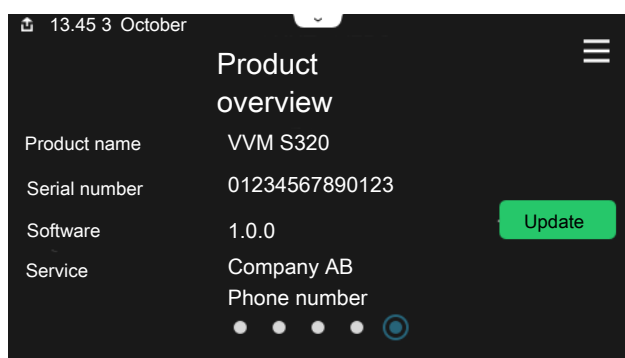 13.45 3 October
Product
overview
Product name VVM S320
Serial number 01234567890123
Software 1.0.0 Update
Service Company AB
Phone number